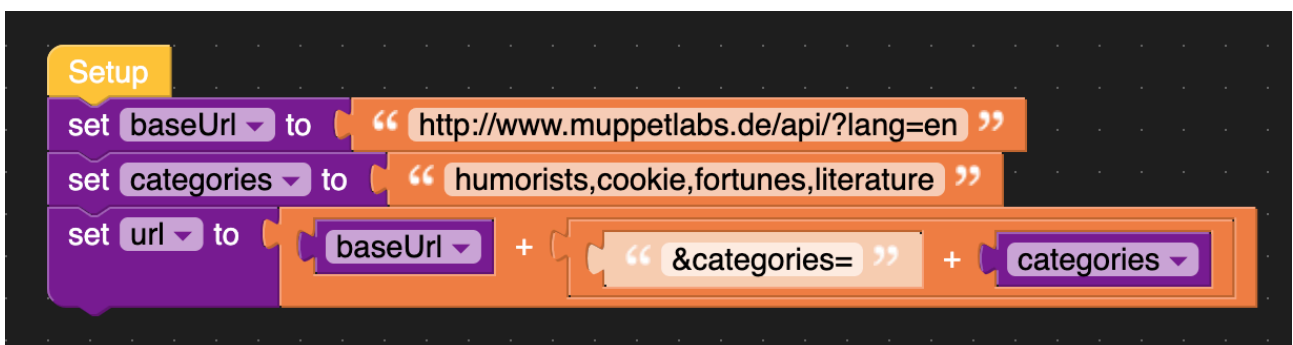 Setup
set baseUrl to “ http://www.muppetlabs.de/api/?lang=en ”
set categories to “ humorists,cookie,fortunes,literature ”
set url to baseUrl + “ &categories= ” + categories